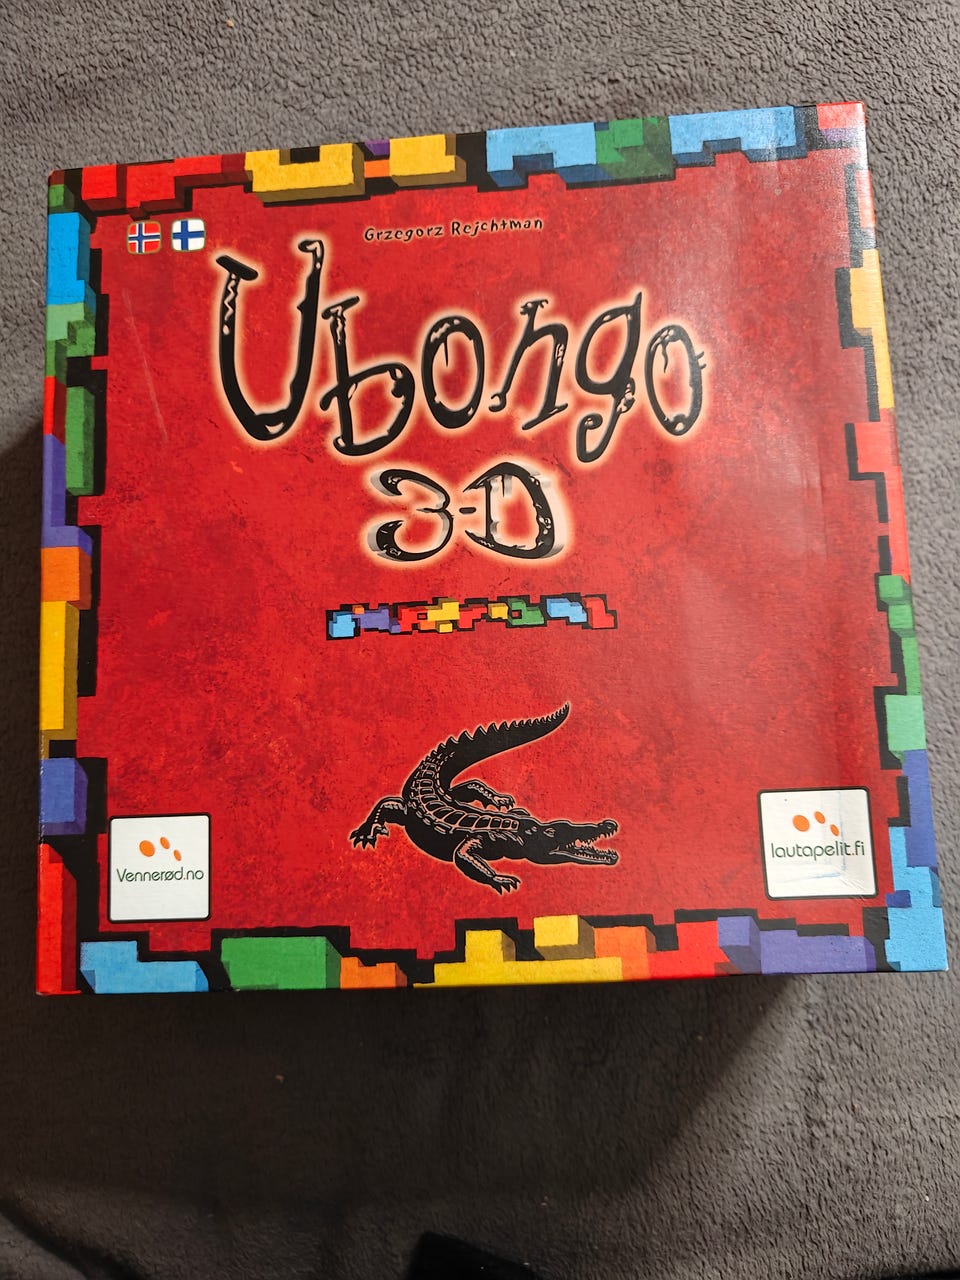 Grzegorz Rejchtman
Ubongo
3-D
Vennerød.no
lautapelit.fi